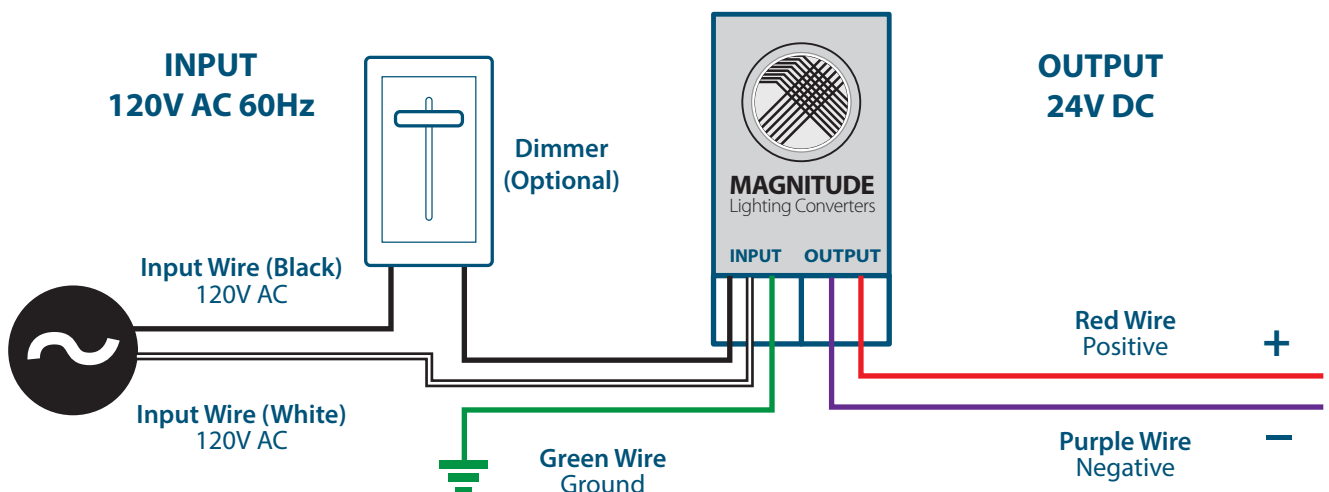 INPUT
120V AC 60Hz
Dimmer
(Optional)
MAGNITUDE
Lighting Converters
INPUT OUTPUT
OUTPUT
24V DC
Input Wire (Black)
120V AC
Input Wire (White)
120V AC
Green Wire
Ground
Red Wire
Positive
+
Purple Wire
Negative
−